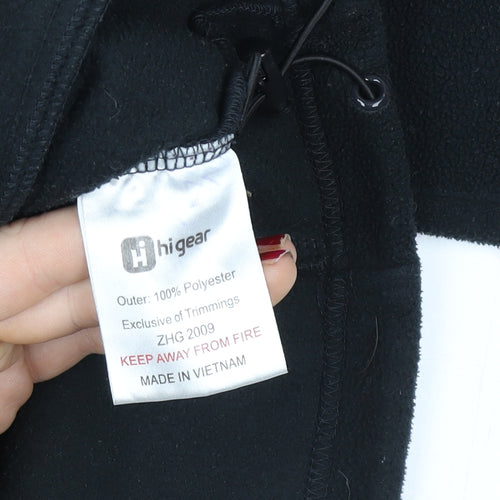 hi gear
Outer: 100% Polyester
Exclusive of Trimmings
ZHG 2009
KEEP AWAY FROM FIRE
MADE IN VIETNAM